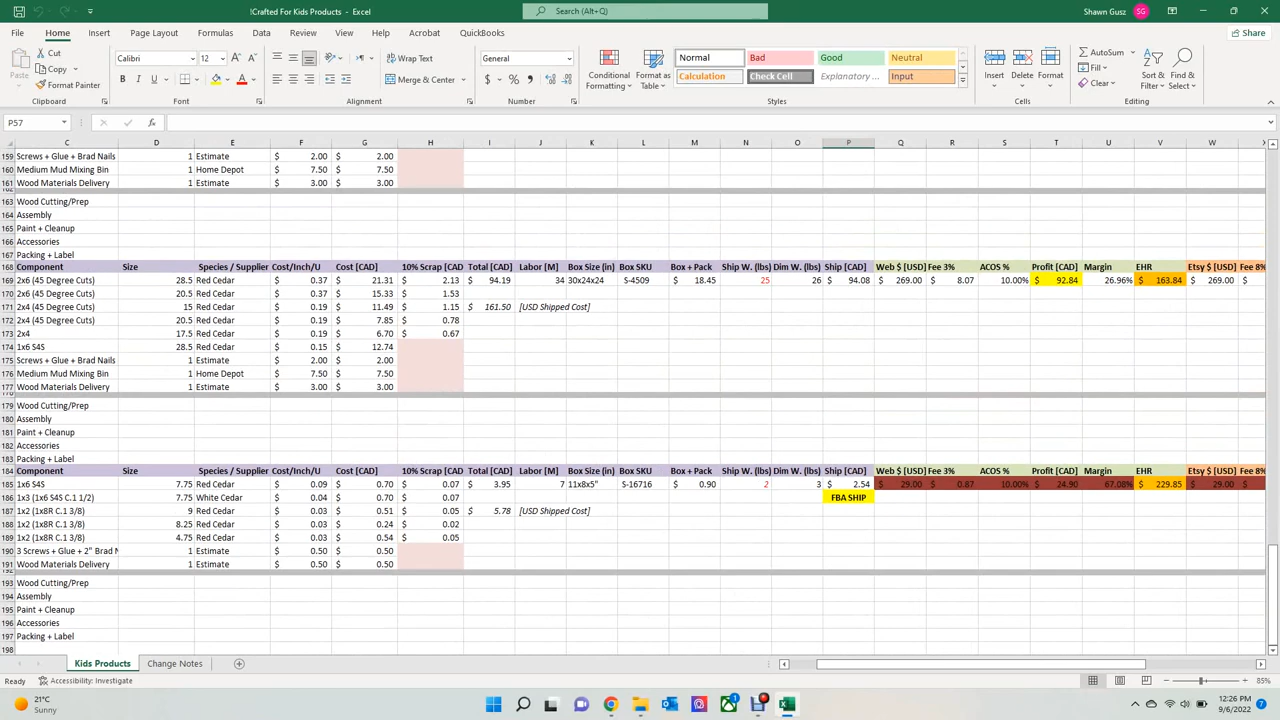 !Crafted For Kids Products - Excel
Search (Alt+Q)
Shawn Gusz SG
File Home Insert Page Layout Formulas Data Review View Help Acrobat QuickBooks Share
Paste Cut Copy Format Painter Clipboard
Calibri 12 B I U Font
Wrap Text Merge & Center Alignment
General $ % Number
Conditional Formatting Format as Table
Normal Bad Good Neutral
Calculation Check Cell Explanatory ... Input
Styles
Insert Delete Format Cells
AutoSum Fill Clear Sort & Filter Find & Select Editing
P57 fx
C D E F G H I J K L M N O P Q R S T U V W X
159 Screws + Glue + Brad Nails 1 Estimate $ 2.00 $ 2.00
160 Medium Mud Mixing Bin 1 Home Depot $ 7.50 $ 7.50
161 Wood Materials Delivery 1 Estimate $ 3.00 $ 3.00
163 Wood Cutting/Prep
164 Assembly
165 Paint + Cleanup
166 Accessories
167 Packing + Label
168 Component Size Species / Supplier Cost/Inch/U Cost [CAD] 10% Scrap [CAD Total [CAD] Labor [M] Box Size (in) Box SKU Box + Pack Ship W. (lbs) Dim W. (lbs) Ship [CAD] Web $ [USD] Fee 3% ACOS % Profit [CAD] Margin EHR Etsy $ [USD] Fee 8%
169 2x6 (45 Degree Cuts) 28.5 Red Cedar $ 0.37 $ 21.31 $ 2.13 $ 94.19 34 30x24x24 S-4509 $ 18.45 25 26 $ 94.08 $ 269.00 $ 8.07 10.00% $ 92.84 26.96% $ 163.84 $ 269.00 $
170 2x6 (45 Degree Cuts) 20.5 Red Cedar $ 0.37 $ 15.33 $ 1.53
171 2x4 (45 Degree Cuts) 15 Red Cedar $ 0.19 $ 11.49 $ 1.15 $ 161.50 [USD Shipped Cost]
172 2x4 (45 Degree Cuts) 20.5 Red Cedar $ 0.19 $ 7.85 $ 0.78
173 2x4 17.5 Red Cedar $ 0.19 $ 6.70 $ 0.67
174 1x6 S4S 28.5 Red Cedar $ 0.15 $ 12.74
175 Screws + Glue + Brad Nails 1 Estimate $ 2.00 $ 2.00
176 Medium Mud Mixing Bin 1 Home Depot $ 7.50 $ 7.50
177 Wood Materials Delivery 1 Estimate $ 3.00 $ 3.00
179 Wood Cutting/Prep
180 Assembly
181 Paint + Cleanup
182 Accessories
183 Packing + Label
184 Component Size Species / Supplier Cost/Inch/U Cost [CAD] 10% Scrap [CAD Total [CAD] Labor [M] Box Size (in) Box SKU Box + Pack Ship W. (lbs) Dim W. (lbs) Ship [CAD] Web $ [USD] Fee 3% ACOS % Profit [CAD] Margin EHR Etsy $ [USD] Fee 8%
185 1x6 S4S 7.75 Red Cedar $ 0.09 $ 0.70 $ 0.07 $ 3.95 7 11x8x5" S-16716 $ 0.90 2 3 $ 2.54 $ 29.00 $ 0.87 10.00% $ 24.90 67.08% $ 229.85 $ 29.00 $
186 1x3 (1x6 S4S C.1 1/2) 7.75 White Cedar $ 0.04 $ 0.70 $ 0.07 FBA SHIP
187 1x2 (1x8R C.1 3/8) 9 Red Cedar $ 0.03 $ 0.51 $ 0.05 $ 5.78 [USD Shipped Cost]
188 1x2 (1x8R C.1 3/8) 8.25 Red Cedar $ 0.03 $ 0.24 $ 0.02
189 1x2 (1x8R C.1 3/8) 4.75 Red Cedar $ 0.03 $ 0.54 $ 0.05
190 3 Screws + Glue + 2" Brad N 1 Estimate $ 0.50 $ 0.50
191 Wood Materials Delivery 1 Estimate $ 0.50 $ 0.50
193 Wood Cutting/Prep
194 Assembly
195 Paint + Cleanup
196 Accessories
197 Packing + Label
198
Kids Products Change Notes
Ready Accessibility: Investigate 85%
21°C
Sunny
12:26 PM
9/6/2022